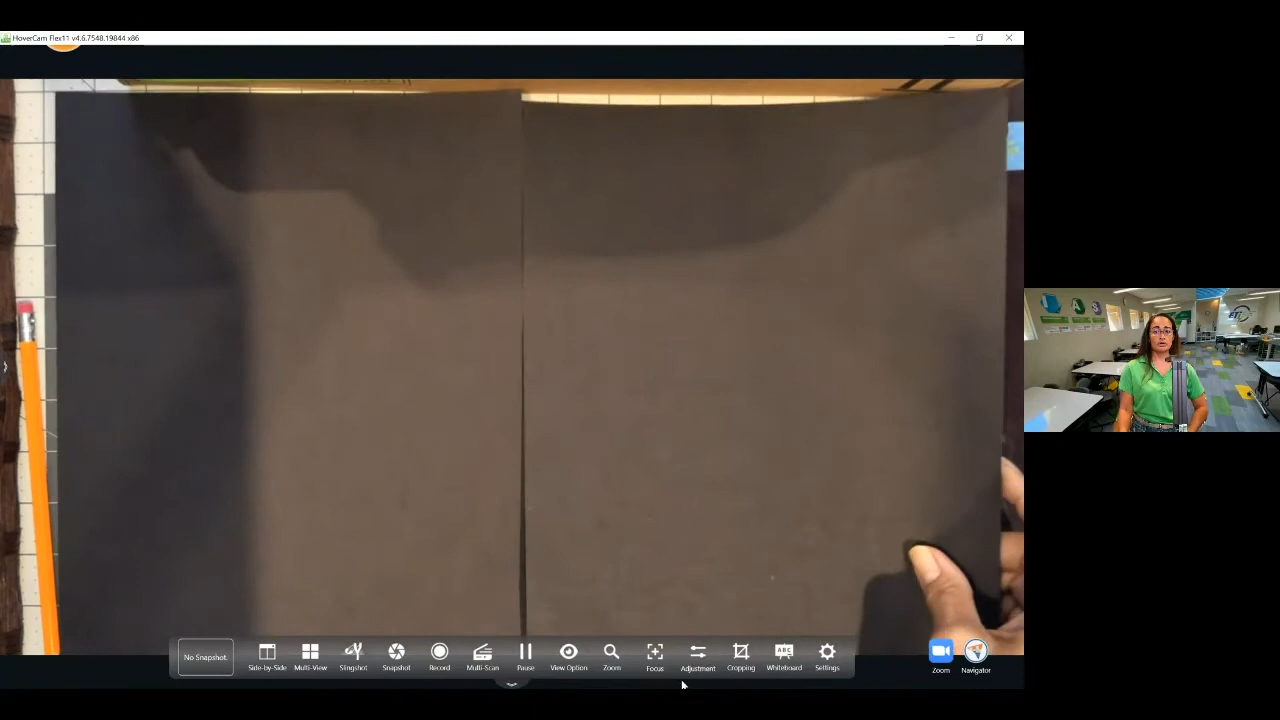 HoverCam Flex11 v4.6.7548.19844 x86
No Snapshot.
Side-by-Side
Multi-View
Slingshot
Snapshot
Record
Multi-Scan
Pause
View Option
Zoom
Focus
Adjustment
Cropping
ABC
Whiteboard
Settings
Zoom
Navigator